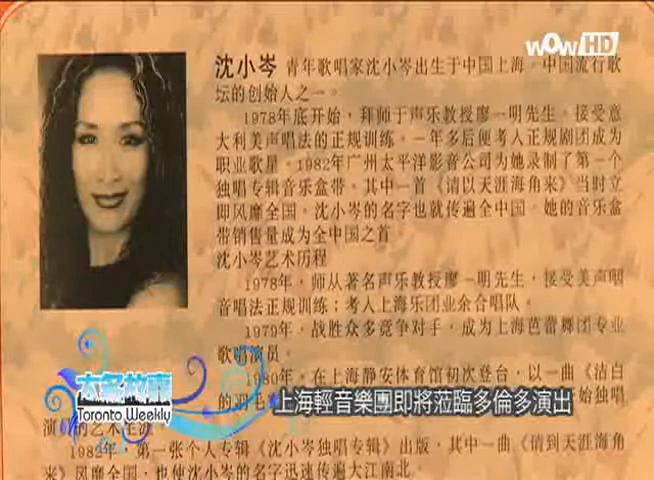 wowHD
沈小岑 青年歌唱家沈小岑出生于中国上海。中国流行歌
坛的创始人之一。
1978年底开始，拜师于声乐教授廖一明先生，接受意
大利美声唱法的正规训练。一年多后便考人正规剧团成为
职业歌星。1982年广州太平洋影音公司为她录制了第一个
独唱专辑音乐盒带。其中一首《请以天涯海角来》当时立
即风靡全国。沈小岑的名字也就传遍全中国。她的音乐盒
带销售量成为全中国之首
沈小岑艺术历程
1978年，师从著名声乐教授廖一明先生，接受美声咽
音唱法正规训练；考人上海乐团业余合唱队。
1979年，战胜众多竞争对手，成为上海芭蕾舞团专业
歌唱演员。
1980年，在上海静安体育馆初次登台，以一曲《洁白
的羽毛
始独唱
演
的艺术生涯
1982年，第一张个人专辑《沈小岑独唱专辑》出版，其中一曲《请到天涯海角
来》风靡全国，也使沈小岑的名字迅速传遍大江南北。
Toronto Weekly
上海輕音樂團即將蒞臨多倫多演出